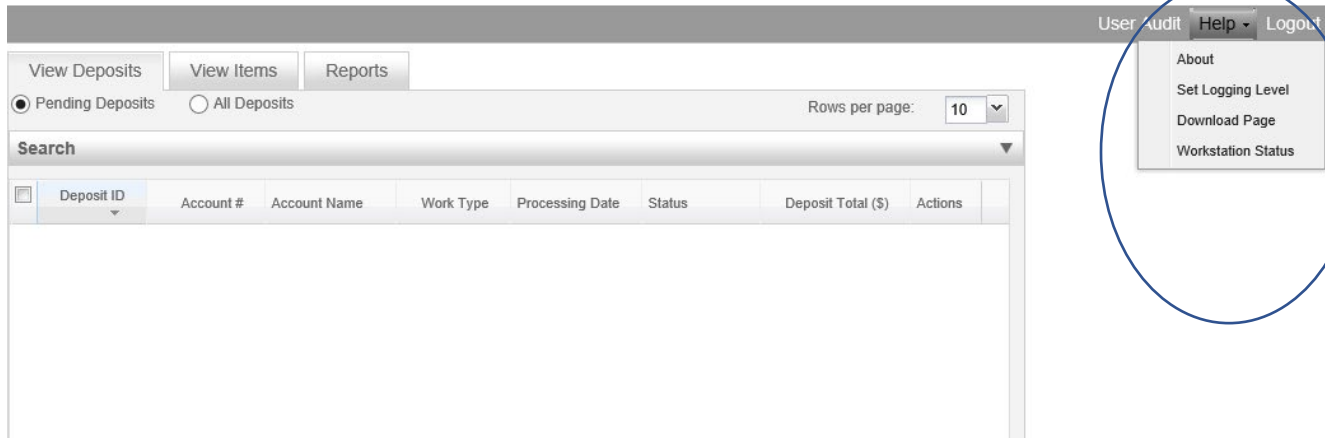 User Audit Help Logout
About
Set Logging Level
Download Page
Workstation Status
View Deposits View Items Reports
Pending Deposits All Deposits Rows per page: 10
Search
Deposit ID Account # Account Name Work Type Processing Date Status Deposit Total ($) Actions